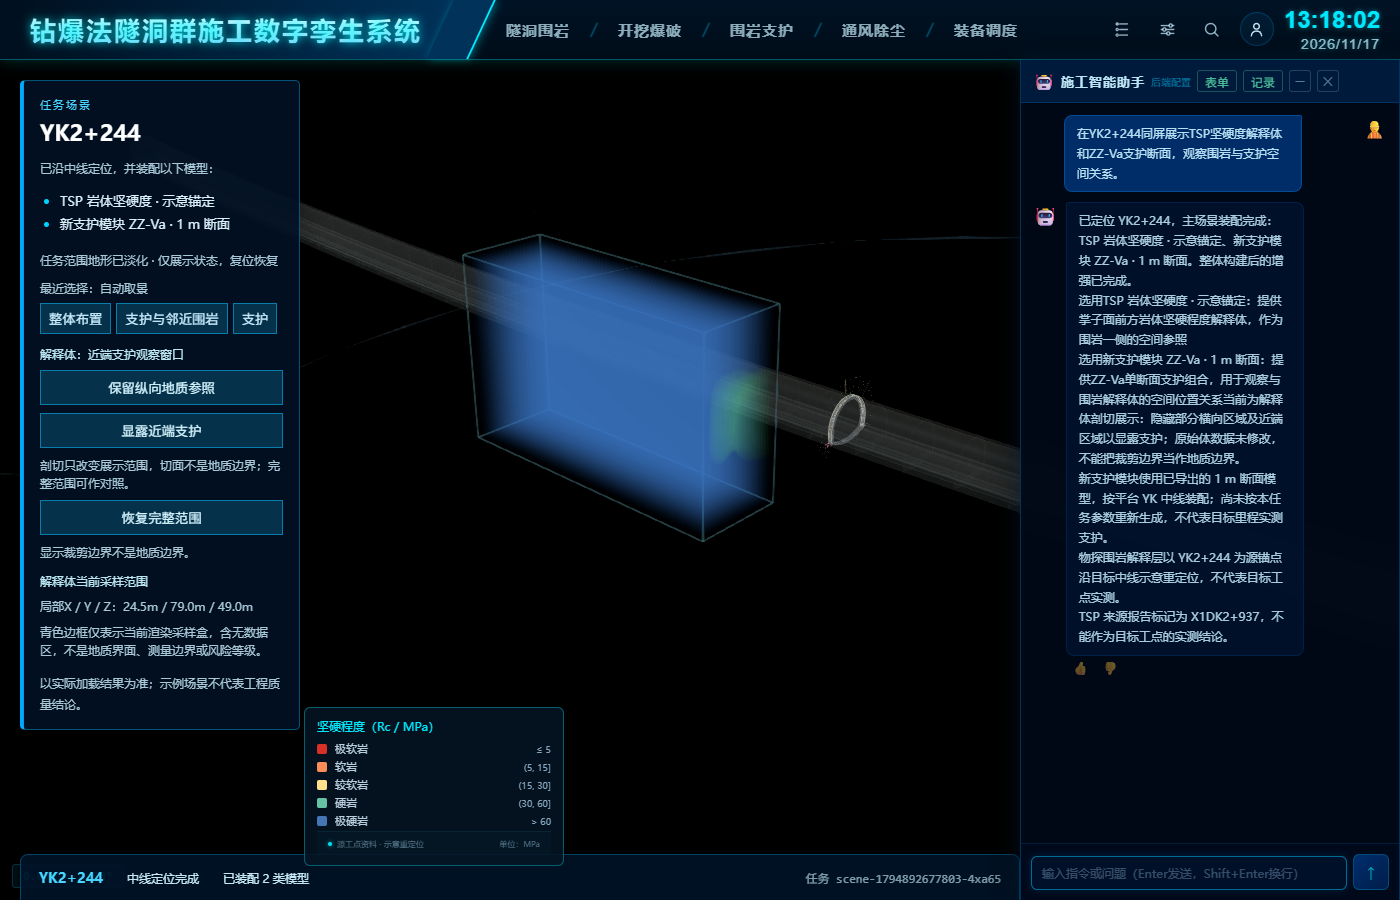 钻爆法隧洞群施工数字孪生系统
隧洞围岩 / 开挖爆破 / 围岩支护 / 通风除尘 / 装备调度
13:18:02
2026/11/17
任务场景
YK2+244
已沿中线定位，并装配以下模型：
• TSP 岩体坚硬度 · 示意锚定
• 新支护模块 ZZ-Va · 1 m 断面
任务范围地形已淡化 · 仅展示状态，复位恢复
最近选择：自动取景
整体布置 支护与邻近围岩 支护
解释体：近端支护观察窗口
保留纵向地质参照
显露近端支护
剖切只改变展示范围，切面不是地质边界；完
整范围可作对照。
恢复完整范围
显示裁剪边界不是地质边界。
解释体当前采样范围
局部X / Y / Z：24.5m / 79.0m / 49.0m
青色边框仅表示当前渲染采样盒，含无数据
区，不是地质界面、测量边界或风险等级。
以实际加载结果为准；示例场景不代表工程质
量结论。
坚硬程度（Rc / MPa）
极软岩 ≤ 5
软岩 (5, 15]
较软岩 (15, 30]
硬岩 (30, 60]
极硬岩 > 60
源工点资料 · 示意重定位 单位：MPa
YK2+244 中线定位完成 已装配 2 类模型
任务 scene-1794892677803-4xa65
施工智能助手 后端配置 表单 记录
在YK2+244同屏展示TSP坚硬度解释体
和ZZ-Va支护断面，观察围岩与支护空
间关系。
已定位 YK2+244，主场景装配完成：
TSP 岩体坚硬度 · 示意锚定、新支护模
块 ZZ-Va · 1 m 断面。整体构建后的增
强已完成。
选用TSP 岩体坚硬度 · 示意锚定：提供
掌子面前方岩体坚硬程度解释体，作为
围岩一侧的空间参照
选用新支护模块 ZZ-Va · 1 m 断面：提
供ZZ-Va单断面支护组合，用于观察与
围岩解释体的空间位置关系当前为解释
体剖切展示：隐藏部分横向区域及近端
区域以显露支护；原始体数据未修改，
不能把裁剪边界当作地质边界。
新支护模块使用已导出的 1 m 断面模
型，按平台 YK 中线装配；尚未按本任
务参数重新生成，不代表目标里程实测
支护。
物探围岩解释层以 YK2+244 为源锚点
沿目标中线示意重定位，不代表目标工
点实测。
TSP 来源报告标记为 X1DK2+937，不
能作为目标工点的实测结论。
输入指令或问题（Enter发送，Shift+Enter换行）